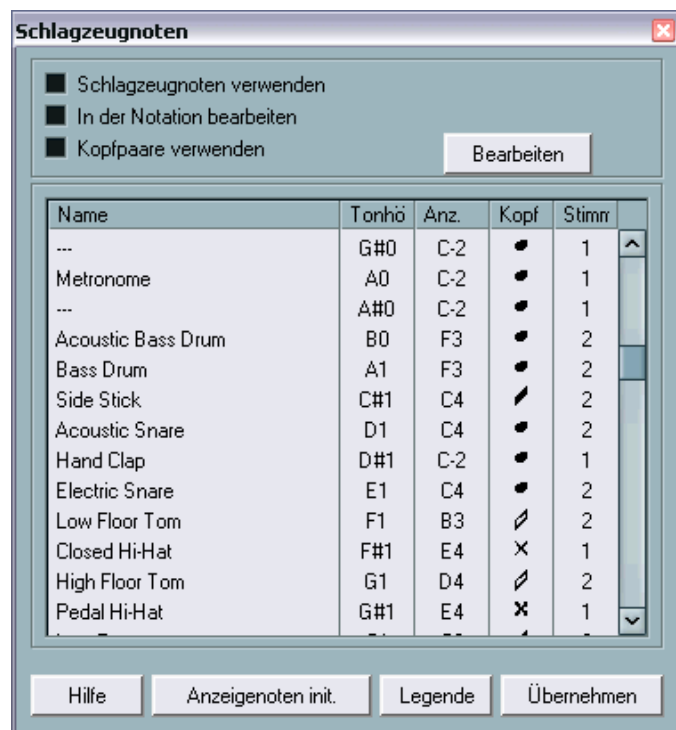 Schlagzeugnoten
Schlagzeugnoten verwenden
In der Notation bearbeiten
Kopfpaare verwenden
Bearbeiten
Name Tonhö Anz. Kopf Stimm
--- G#0 C-2 1
Metronome A0 C-2 1
--- A#0 C-2 1
Acoustic Bass Drum B0 F3 2
Bass Drum A1 F3 2
Side Stick C#1 C4 2
Acoustic Snare D1 C4 2
Hand Clap D#1 C-2 1
Electric Snare E1 C4 2
Low Floor Tom F1 B3 2
Closed Hi-Hat F#1 E4 1
High Floor Tom G1 D4 2
Pedal Hi-Hat G#1 E4 1
Hilfe Anzeigenoten init. Legende Übernehmen